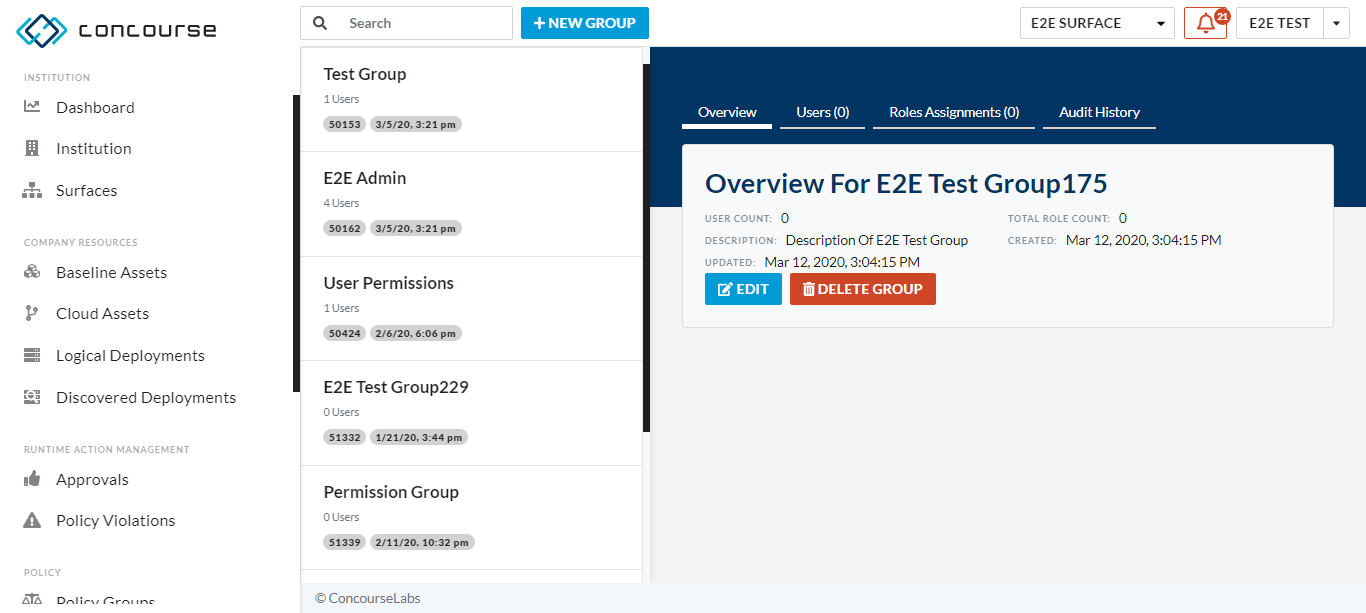 concourse
Search
NEW GROUP
E2E SURFACE
21
E2E TEST
INSTITUTION
Dashboard
Institution
Surfaces
COMPANY RESOURCES
Baseline Assets
Cloud Assets
Logical Deployments
Discovered Deployments
RUNTIME ACTION MANAGEMENT
Approvals
Policy Violations
POLICY
Policy Groups
Test Group
1 Users
50153 3/5/20, 3:21 pm
E2E Admin
4 Users
50162 3/5/20, 3:21 pm
User Permissions
1 Users
50424 2/6/20, 6:06 pm
E2E Test Group229
0 Users
51332 1/21/20, 3:44 pm
Permission Group
0 Users
51339 2/11/20, 10:32 pm
Overview Users (0) Roles Assignments (0) Audit History
Overview For E2E Test Group175
USER COUNT: 0 TOTAL ROLE COUNT: 0
DESCRIPTION: Description Of E2E Test Group CREATED: Mar 12, 2020, 3:04:15 PM
UPDATED: Mar 12, 2020, 3:04:15 PM
EDIT DELETE GROUP
© ConcourseLabs